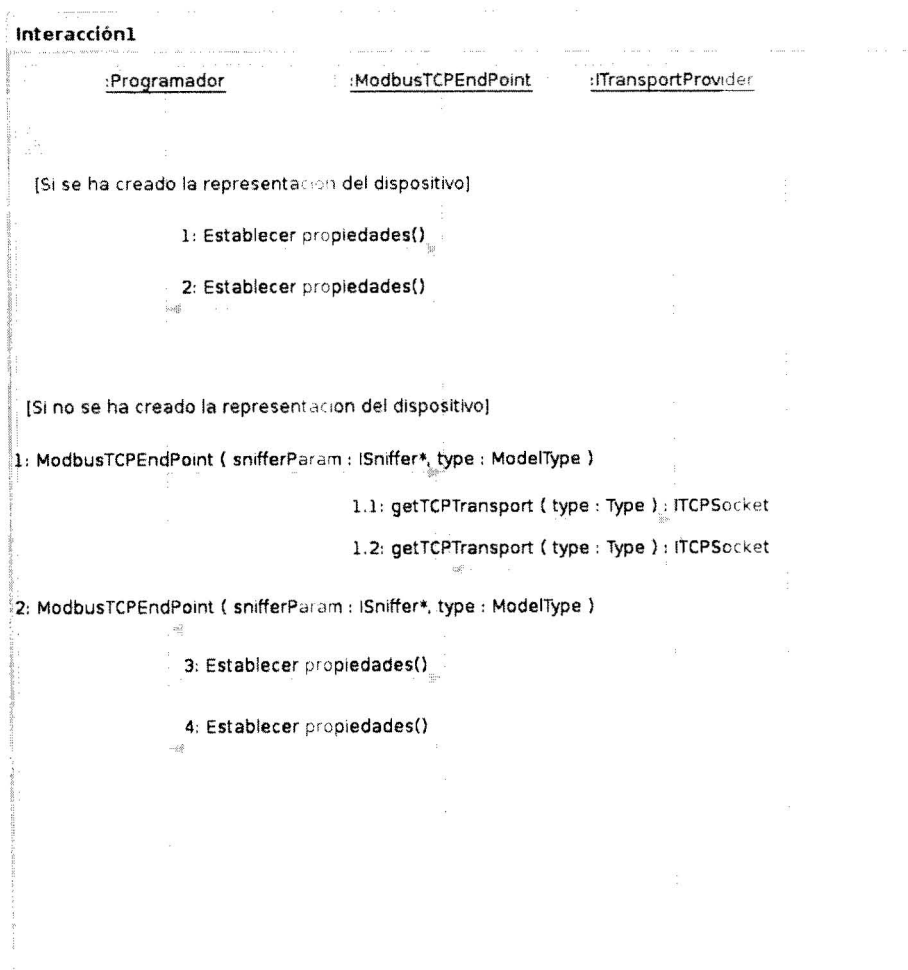 Interacción1
:Programador :ModbusTCPEndPoint :ITransportProvider
[Si se ha creado la representacion del dispositivo]
1: Establecer propiedades()
2: Establecer propiedades()
[Si no se ha creado la representacion del dispositivo]
1: ModbusTCPEndPoint ( snifferParam : ISniffer*, type : ModelType )
1.1: getTCPTransport ( type : Type ) : ITCPSocket
1.2: getTCPTransport ( type : Type ) : ITCPSocket
2: ModbusTCPEndPoint ( snifferParam : ISniffer*, type : ModelType )
3: Establecer propiedades()
4: Establecer propiedades()